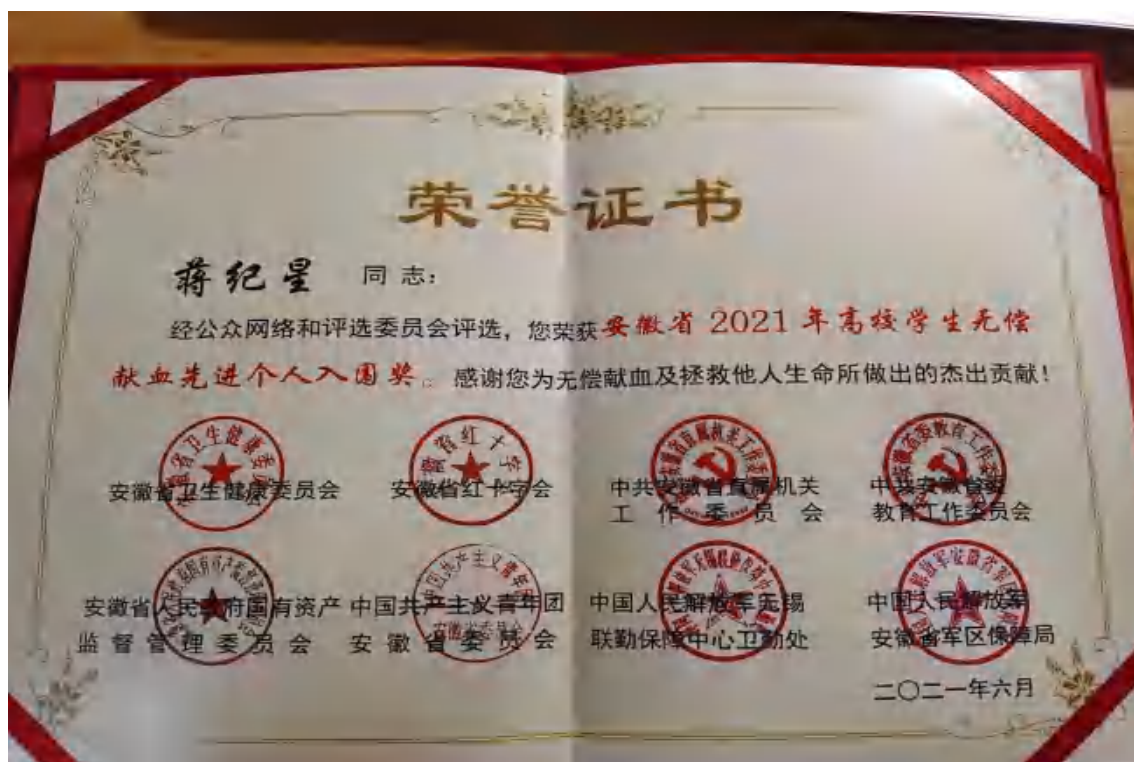 荣誉证书
蒋纪星 同志：
经公众网络和评选委员会评选，您荣获安徽省2021年高校学生无偿
献血先进个人入围奖。感谢您为无偿献血及拯救他人生命所做出的杰出贡献！
安徽省卫生健康委员会 安徽省红十字会 中共安徽省直属机关 中共安徽省委
工作委员会 教育工作委员会
安徽省人民政府国有资产 中国共产主义青年团 中国人民解放军无锡 中国人民解放军
监督管理委员会 安徽省委员会 联勤保障中心卫勤处 安徽省军区保障局
二〇二一年六月